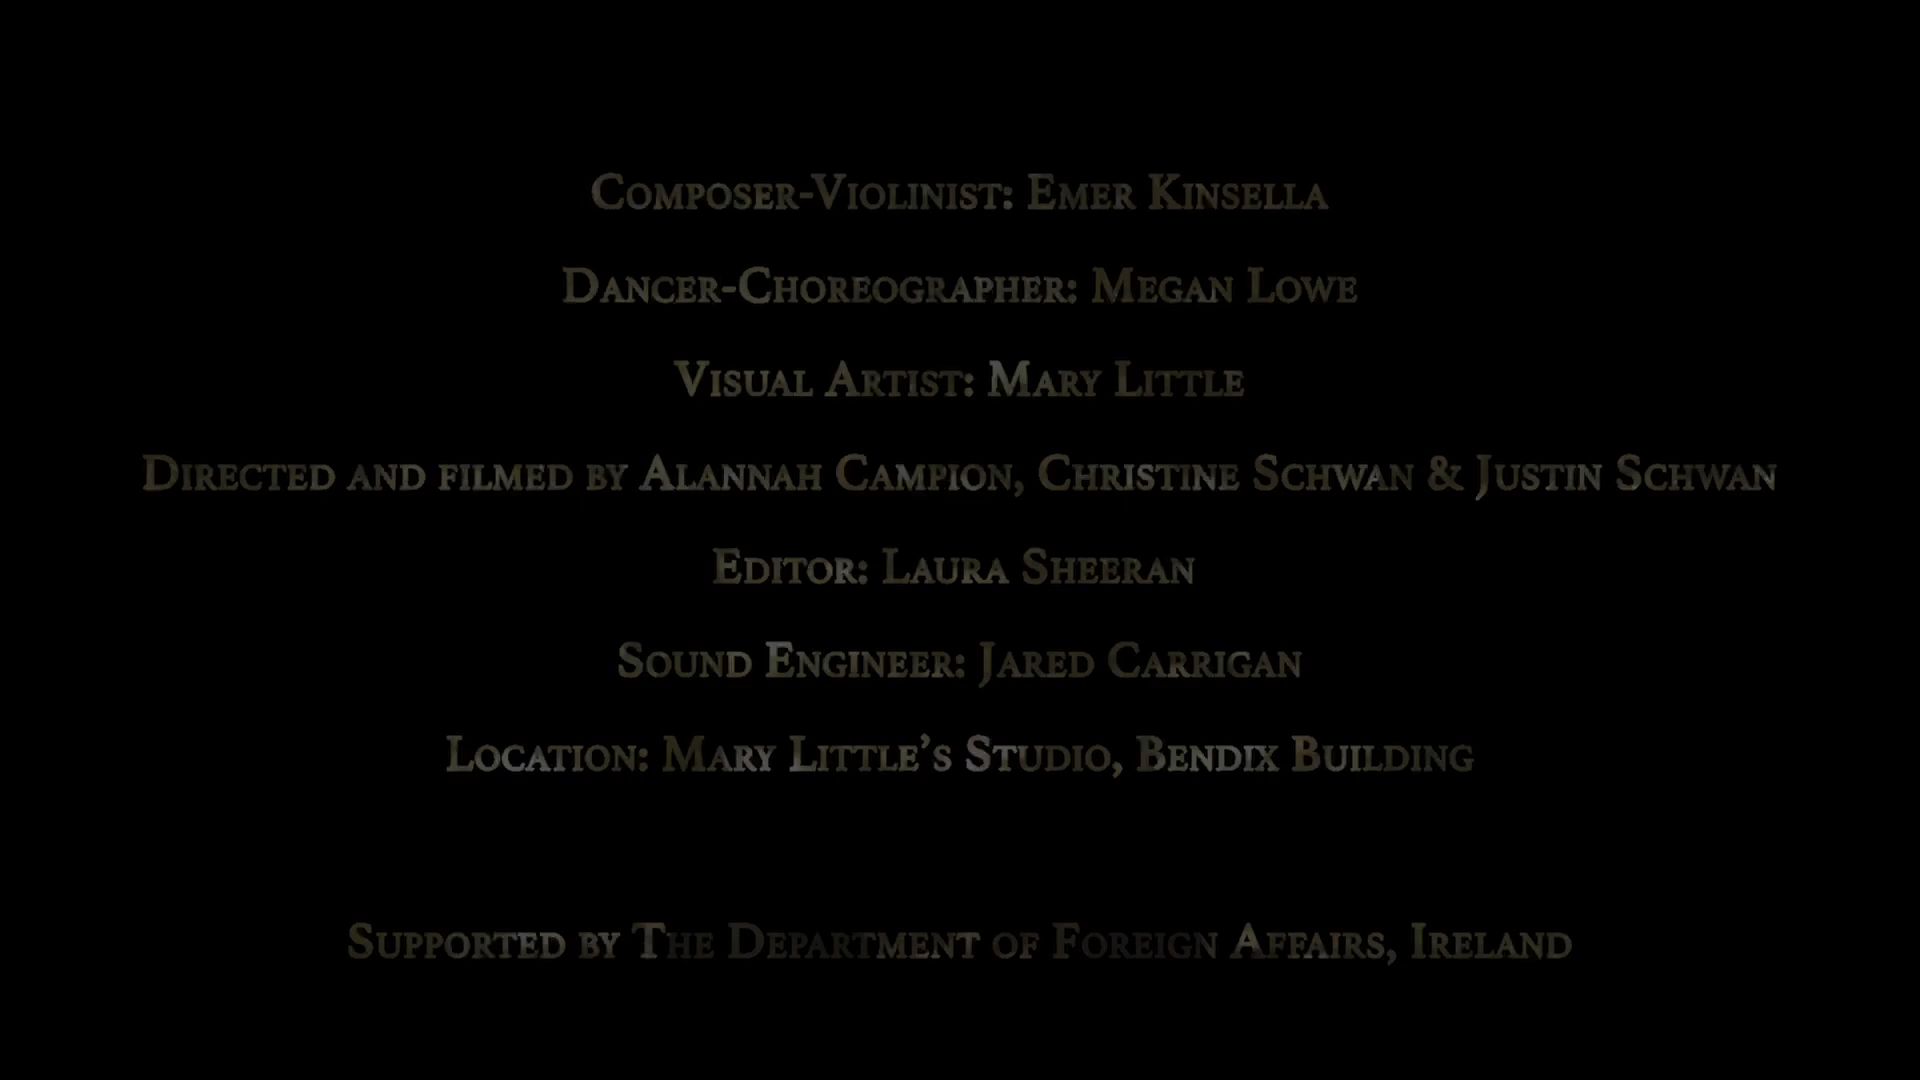 Composer-Violinist: Emer Kinsella
Dancer-Choreographer: Megan Lowe
Visual Artist: Mary Little
Directed and filmed by Alannah Campion, Christine Schwan & Justin Schwan
Editor: Laura Sheeran
Sound Engineer: Jared Carrigan
Location: Mary Little’s Studio, Bendix Building
Supported by The Department of Foreign Affairs, Ireland